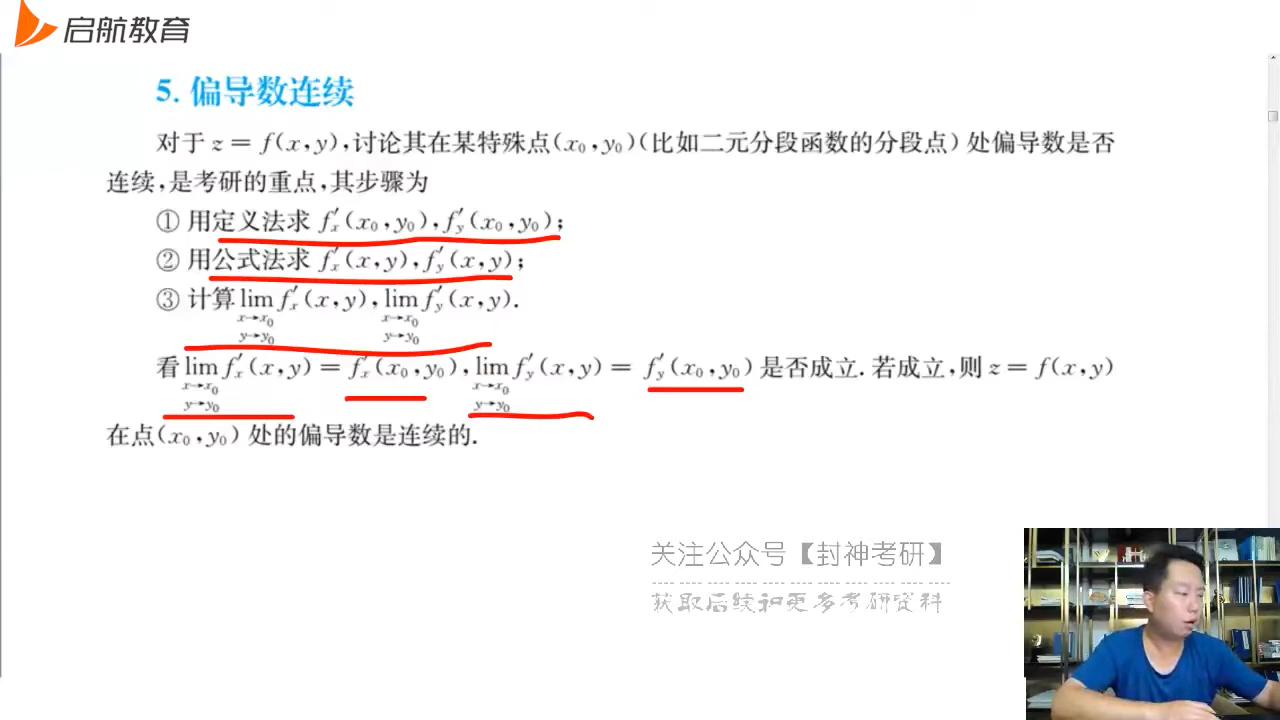 启航教育
5. 偏导数连续
对于 z = f(x,y),讨论其在某特殊点(x₀,y₀)(比如二元分段函数的分段点)处偏导数是否
连续,是考研的重点,其步骤为
① 用定义法求 f′ₓ(x₀,y₀),f′ᵧ(x₀,y₀);
② 用公式法求 f′ₓ(x,y),f′ᵧ(x,y);
③ 计算 lim f′ₓ(x,y), lim f′ᵧ(x,y).
x→x₀ x→x₀
y→y₀ y→y₀
看 lim f′ₓ(x,y) = f′ₓ(x₀,y₀), lim f′ᵧ(x,y) = f′ᵧ(x₀,y₀) 是否成立. 若成立,则 z = f(x,y)
x→x₀ x→x₀
y→y₀ y→y₀
在点(x₀,y₀) 处的偏导数是连续的.
关注公众号【封神考研】
获取后续和更多考研资料